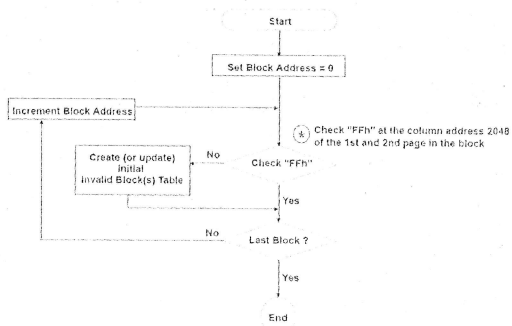 Start
Set Block Address = 0
Increment Block Address
* Check "FFh" at the column address 2048
of the 1st and 2nd page in the block
No
Create (or update)
Initial
Invalid Block(s) Table
Check "FFh"
Yes
No
Last Block ?
Yes
End